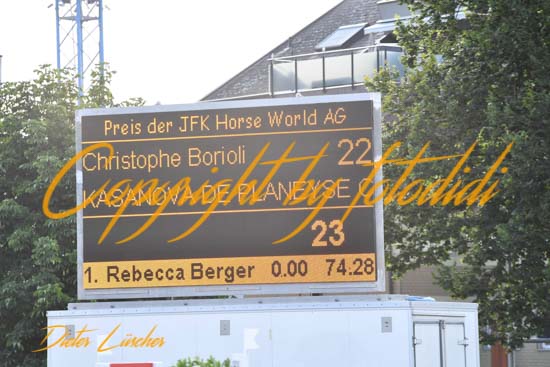 Preis der JFK Horse World AG
Christophe Borioli 22
KASANOVA DE PLANEYSE C
23
1. Rebecca Berger 0.00 74.28
Copyright by fotodidi
Dieter Lüscher